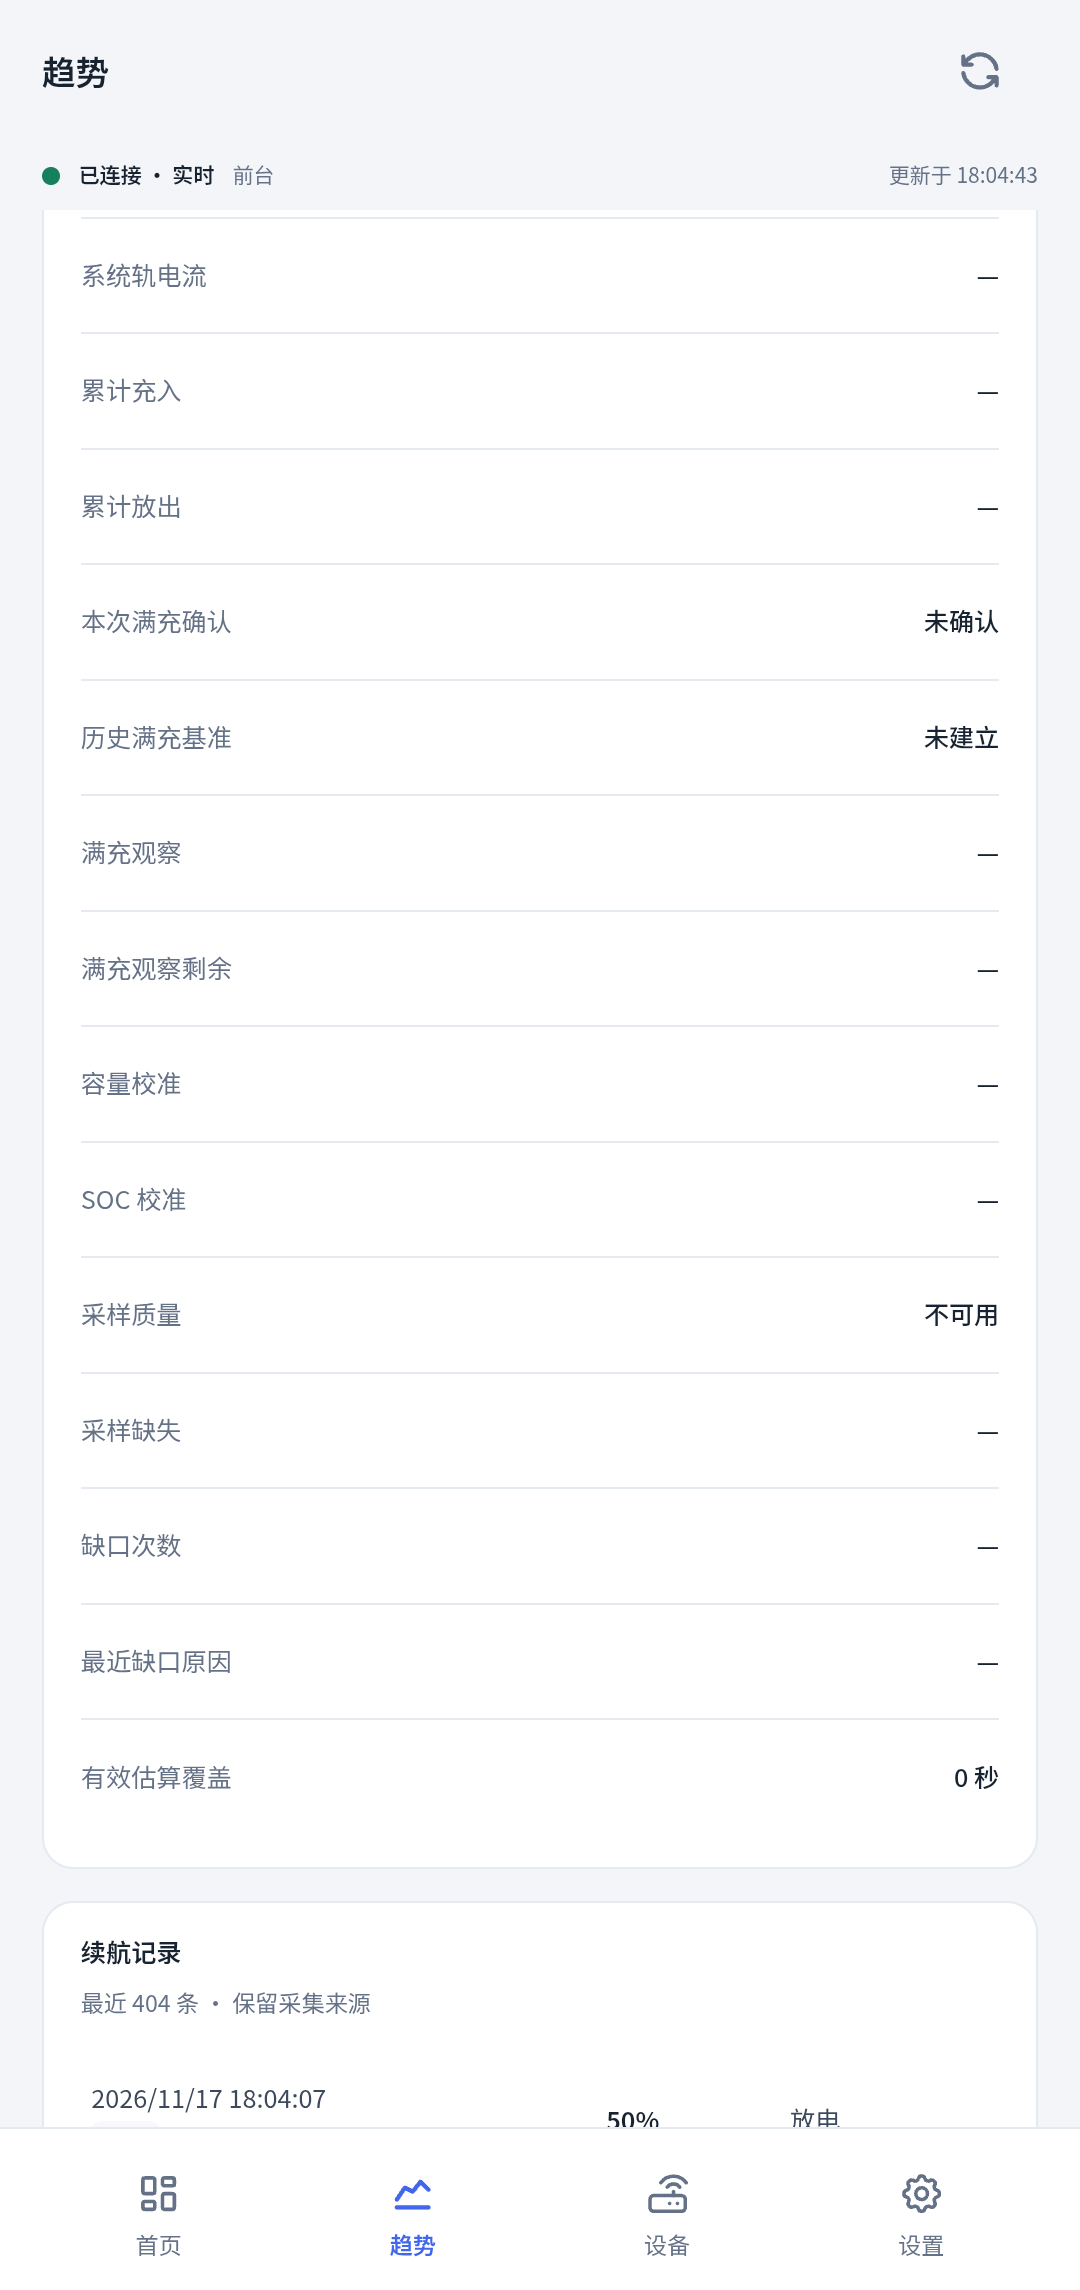 趋势
已连接 · 实时 前台 更新于 18:04:43
系统轨电流 —
累计充入 —
累计放出 —
本次满充确认 未确认
历史满充基准 未建立
满充观察 —
满充观察剩余 —
容量校准 —
SOC 校准 —
采样质量 不可用
采样缺失 —
缺口次数 —
最近缺口原因 —
有效估算覆盖 0 秒
续航记录
最近 404 条 · 保留采集来源
2026/11/17 18:04:07 50% 放电
首页 趋势 设备 设置